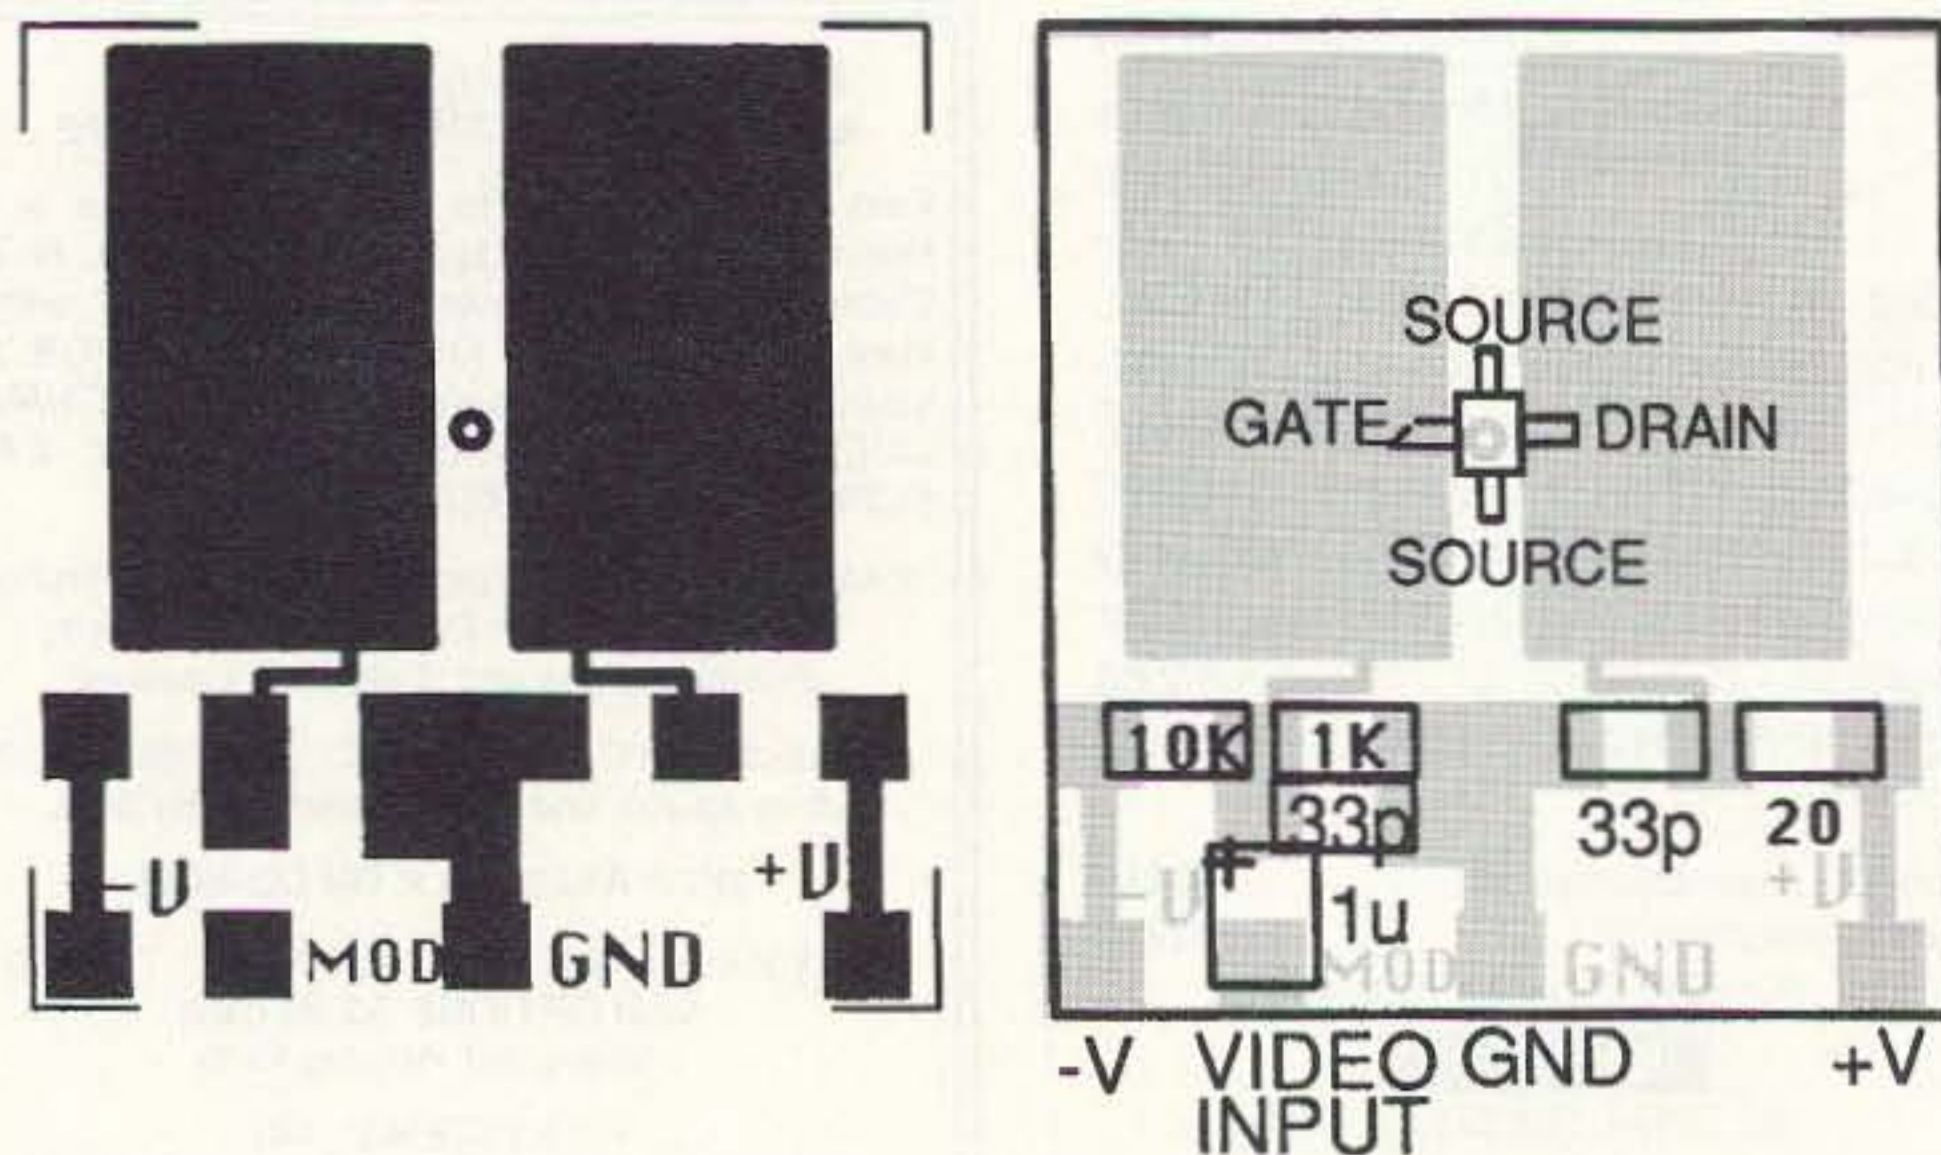 -V
+V
MOD
GND
SOURCE
GATE
DRAIN
SOURCE
10K
1K
33p
33p
20
+
-V
1u
+V
MOD
GND
-V
VIDEO
INPUT
GND
+V